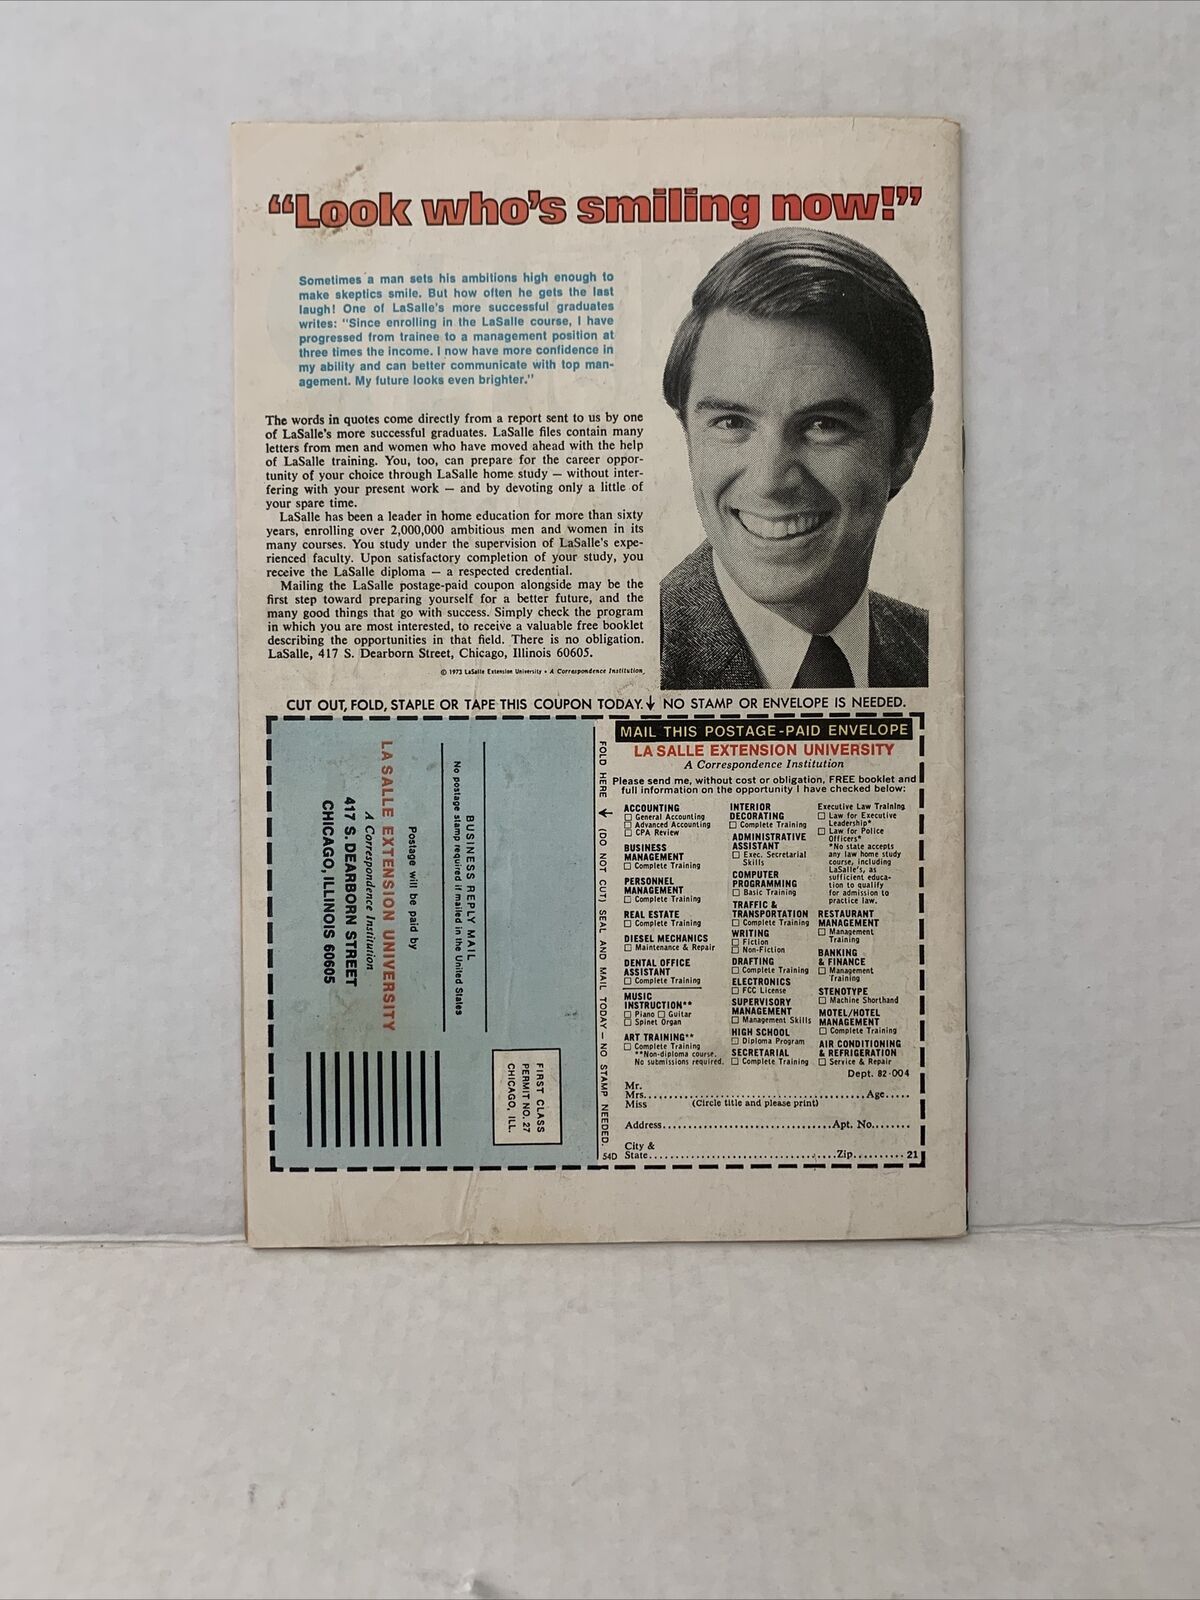 “Look who's smiling now!”
Sometimes a man sets his ambitions high enough to
make skeptics smile. But how often he gets the last
laugh! One of LaSalle's more successful graduates
writes: "Since enrolling in the LaSalle course, I have
progressed from trainee to a management position at
three times the income. I now have more confidence in
my ability and can better communicate with top man-
agement. My future looks even brighter."
The words in quotes come directly from a report sent to us by one
of LaSalle's more successful graduates. LaSalle files contain many
letters from men and women who have moved ahead with the help
of LaSalle training. You, too, can prepare for the career oppor-
tunity of your choice through LaSalle home study — without inter-
fering with your present work — and by devoting only a little of
your spare time.
LaSalle has been a leader in home education for more than sixty
years, enrolling over 2,000,000 ambitious men and women in its
many courses. You study under the supervision of LaSalle's expe-
rienced faculty. Upon satisfactory completion of your study, you
receive the LaSalle diploma — a respected credential.
Mailing the LaSalle postage-paid coupon alongside may be the
first step toward preparing yourself for a better future, and the
many good things that go with success. Simply check the program
in which you are most interested, to receive a valuable free booklet
describing the opportunities in that field. There is no obligation.
LaSalle, 417 S. Dearborn Street, Chicago, Illinois 60605.
© 1973 LaSalle Extension University • A Correspondence Institution
CUT OUT, FOLD, STAPLE OR TAPE THIS COUPON TODAY. ↓ NO STAMP OR ENVELOPE IS NEEDED.
FIRST CLASS
PERMIT NO. 27
CHICAGO, ILL.
BUSINESS REPLY MAIL
No postage stamp required if mailed in the United States
Postage will be paid by
LA SALLE EXTENSION UNIVERSITY
A Correspondence Institution
417 S. DEARBORN STREET
CHICAGO, ILLINOIS 60605
FOLD HERE ↓ (DO NOT CUT) SEAL AND MAIL TODAY — NO STAMP NEEDED.
54D
MAIL THIS POSTAGE-PAID ENVELOPE
LA SALLE EXTENSION UNIVERSITY
A Correspondence Institution
Please send me, without cost or obligation, FREE booklet and
full information on the opportunity I have checked below:
ACCOUNTING
☐ General Accounting
☐ Advanced Accounting
☐ CPA Review
BUSINESS
MANAGEMENT
☐ Complete Training
PERSONNEL
MANAGEMENT
☐ Complete Training
REAL ESTATE
☐ Complete Training
DIESEL MECHANICS
☐ Maintenance & Repair
DENTAL OFFICE
ASSISTANT
☐ Complete Training
MUSIC
INSTRUCTION**
☐ Piano ☐ Guitar
☐ Spinet Organ
ART TRAINING**
☐ Complete Training
**Non-diploma course.
No submissions required.
INTERIOR
DECORATING
☐ Complete Training
ADMINISTRATIVE
ASSISTANT
☐ Exec. Secretarial
Skills
COMPUTER
PROGRAMMING
☐ Basic Training
TRAFFIC &
TRANSPORTATION
☐ Complete Training
WRITING
☐ Fiction
☐ Non-Fiction
DRAFTING
☐ Complete Training
ELECTRONICS
☐ FCC License
SUPERVISORY
MANAGEMENT
☐ Management Skills
HIGH SCHOOL
☐ Diploma Program
SECRETARIAL
☐ Complete Training
Executive Law Training
☐ Law for Executive
Leadership*
☐ Law for Police
Officers*
*No state accepts
any law home study
course, including
LaSalle's, as
sufficient educa-
tion to qualify
for admission to
practice law.
RESTAURANT
MANAGEMENT
☐ Management
Training
BANKING
& FINANCE
☐ Management
Training
STENOTYPE
☐ Machine Shorthand
MOTEL/HOTEL
MANAGEMENT
☐ Complete Training
AIR CONDITIONING
& REFRIGERATION
☐ Service & Repair
Dept. 82-004
Mr.
Mrs. Age
Miss (Circle title and please print)
Address Apt. No.
City &
State Zip 21